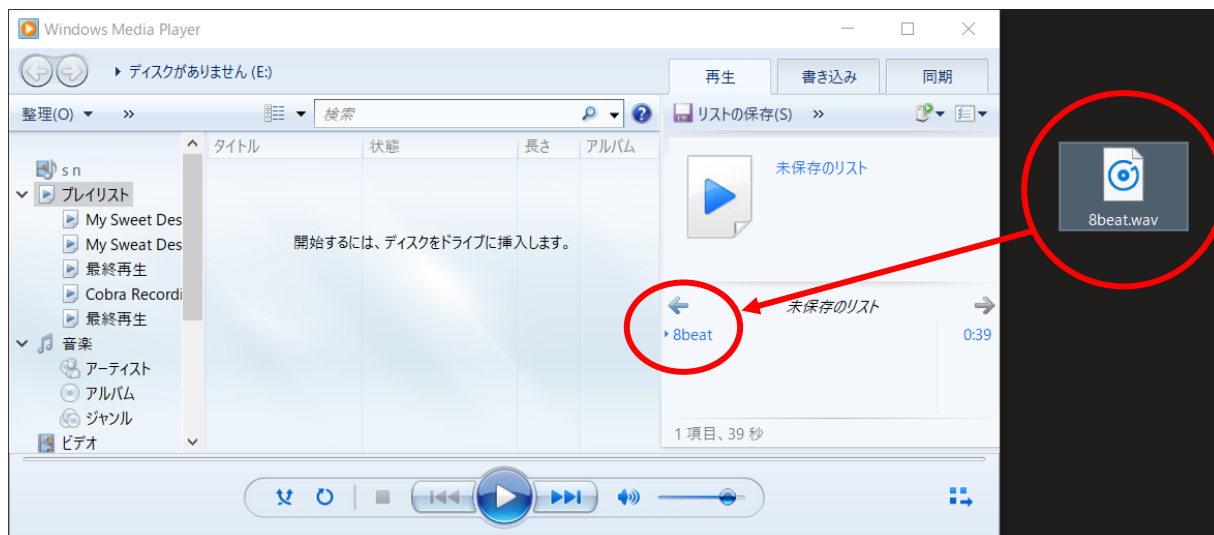 Windows Media Player
ディスクがありません (E:)
再生
書き込み
同期
整理(O)
»
検索
リストの保存(S)
»
タイトル
状態
長さ
アルバム
s n
プレイリスト
My Sweet Des
My Sweat Des
最終再生
Cobra Recordi
最終再生
音楽
アーティスト
アルバム
ジャンル
ビデオ
開始するには、ディスクをドライブに挿入します。
未保存のリスト
未保存のリスト
8beat
0:39
1 項目、39 秒
8beat.wav